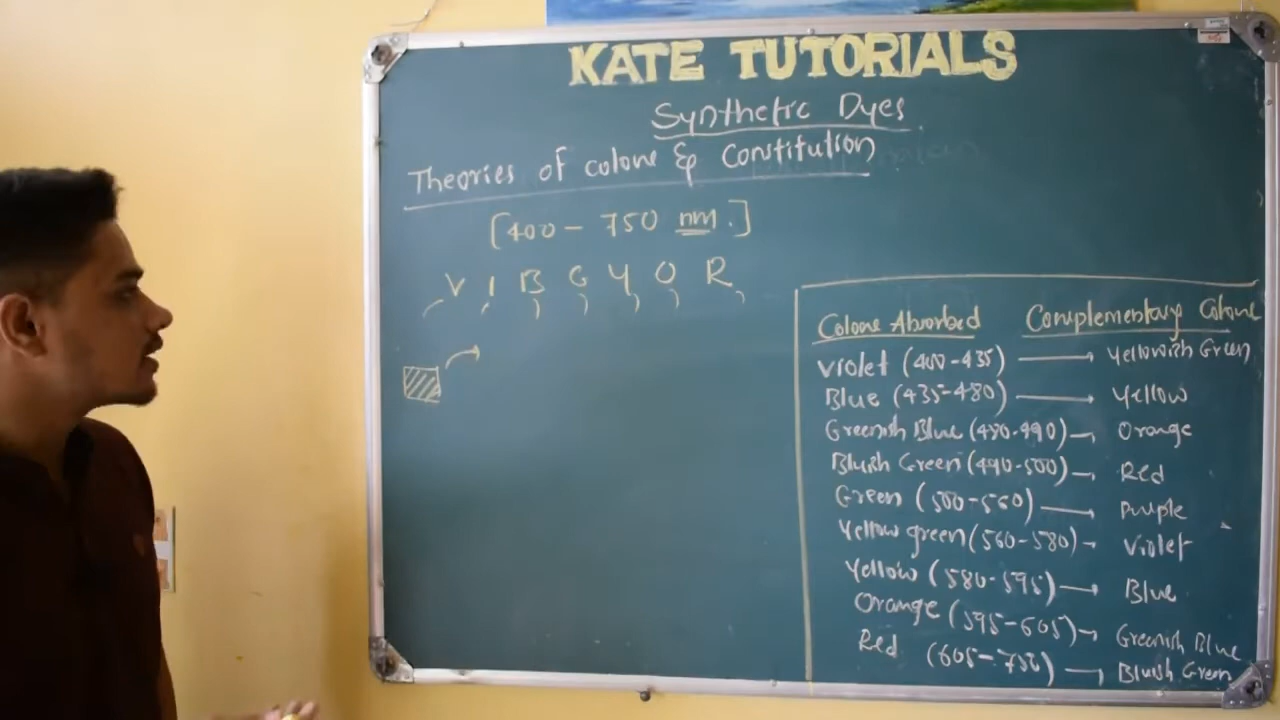 KATE TUTORIALS
Synthetic Dyes
Theories of colour & Constitution
[400 - 750 nm.]
V I B G Y O R
Colour Absorbed Complementary Colour
Violet (400-435) → Yellowish Green
Blue (435-480) → Yellow
Greenish Blue (480-490) → Orange
Bluish Green (490-500) → Red
Green (500-560) → Purple
Yellow green (560-580) → Violet
Yellow (580-595) → Blue
Orange (595-605) → Greenish Blue
Red (605-750) → Bluish Green